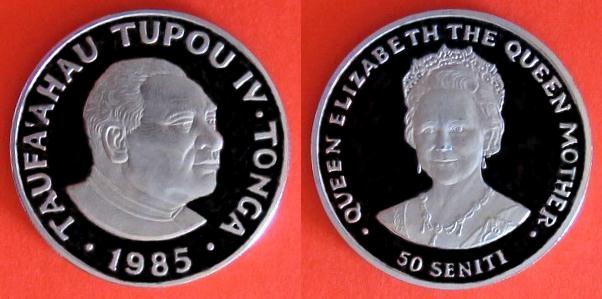 TAUFA'AHAU TUPOU IV · TONGA
· 1985 ·
· QUEEN ELIZABETH THE QUEEN MOTHER ·
50 SENITI